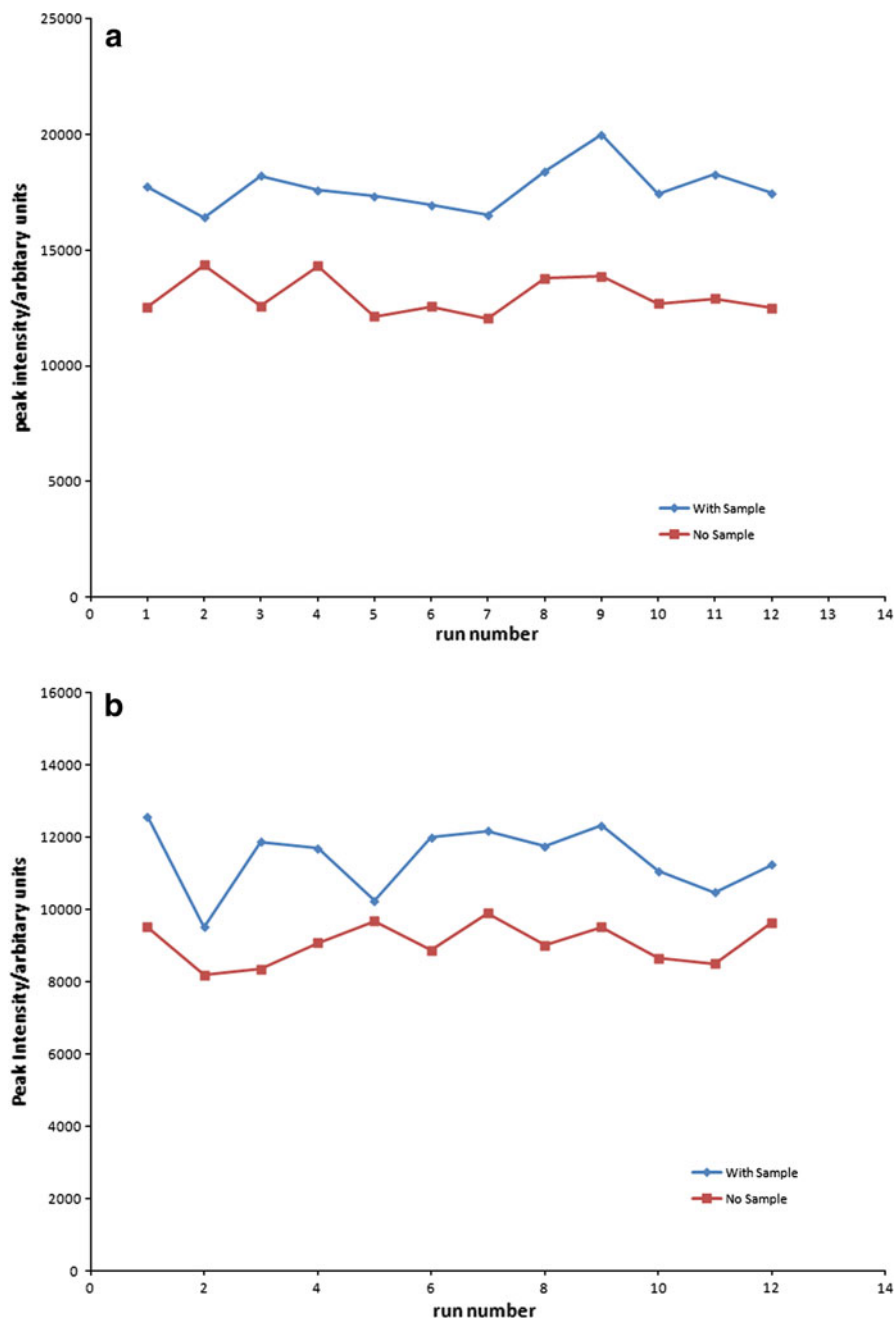 a
25000
20000
15000
10000
5000
0
peak intensity/arbitary units
With Sample
No Sample
0 1 2 3 4 5 6 7 8 9 10 11 12 13 14
run number
b
16000
14000
12000
10000
8000
6000
4000
2000
0
Peak Intensity/arbitary units
With Sample
No Sample
0 2 4 6 8 10 12 14
run number